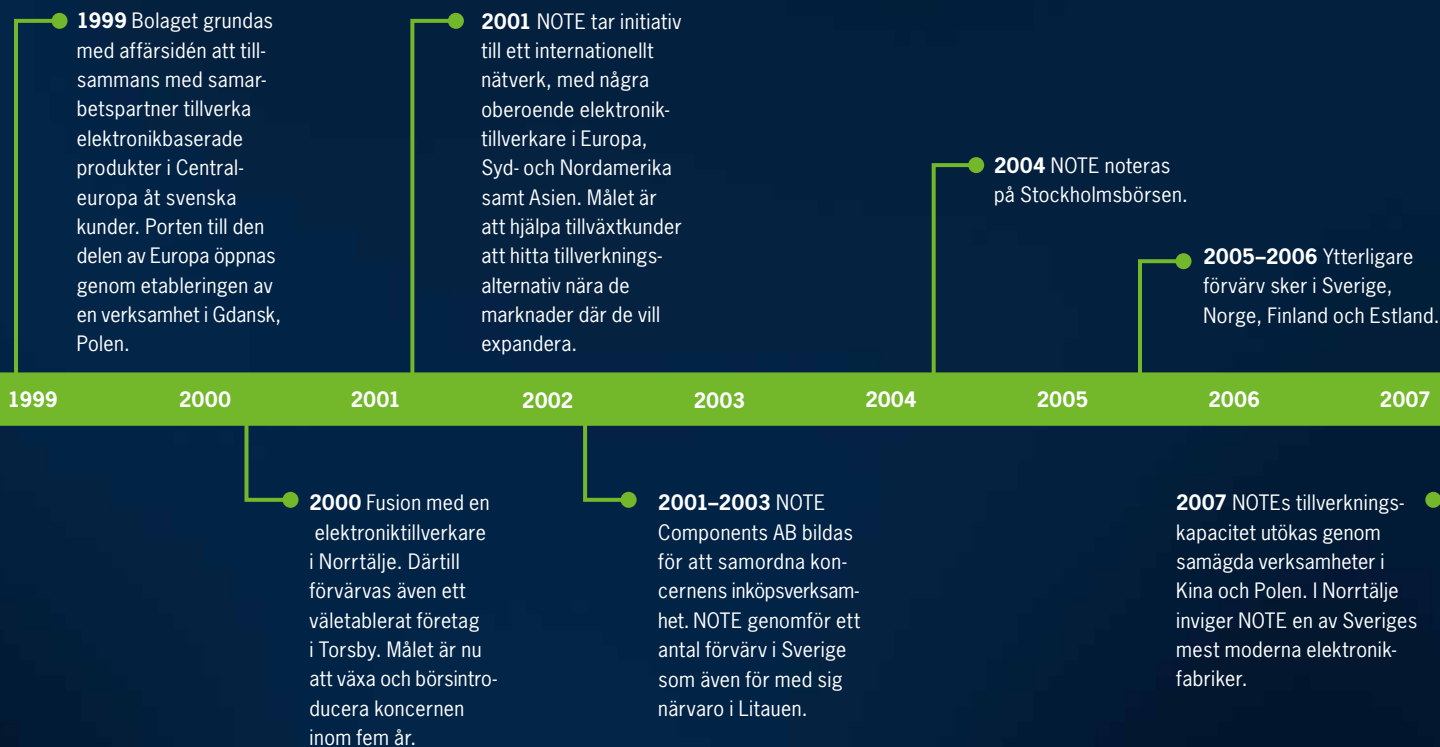 1999 Bolaget grundas
med affärsidén att till-
sammans med samar-
betspartner tillverka
elektronikbaserade
produkter i Central-
europa åt svenska
kunder. Porten till den
delen av Europa öppnas
genom etableringen av
en verksamhet i Gdansk,
Polen.
2001 NOTE tar initiativ
till ett internationellt
nätverk, med några
oberoende elektronik-
tillverkare i Europa,
Syd- och Nordamerika
samt Asien. Målet är
att hjälpa tillväxtkunder
att hitta tillverknings-
alternativ nära de
marknader där de vill
expandera.
2004 NOTE noteras
på Stockholmsbörsen.
2005–2006 Ytterligare
förvärv sker i Sverige,
Norge, Finland och Estland.
1999 2000 2001 2002 2003 2004 2005 2006 2007
2000 Fusion med en
elektroniktillverkare
i Norrtälje. Därtill
förvärvas även ett
väletablerat företag
i Torsby. Målet är nu
att växa och börsintro-
ducera koncernen
inom fem år.
2001–2003 NOTE
Components AB bildas
för att samordna kon-
cernens inköpsverksam-
het. NOTE genomför ett
antal förvärv i Sverige
som även för med sig
närvaro i Litauen.
2007 NOTEs tillverknings-
kapacitet utökas genom
samägda verksamheter i
Kina och Polen. I Norrtälje
inviger NOTE en av Sveriges
mest moderna elektronik-
fabriker.